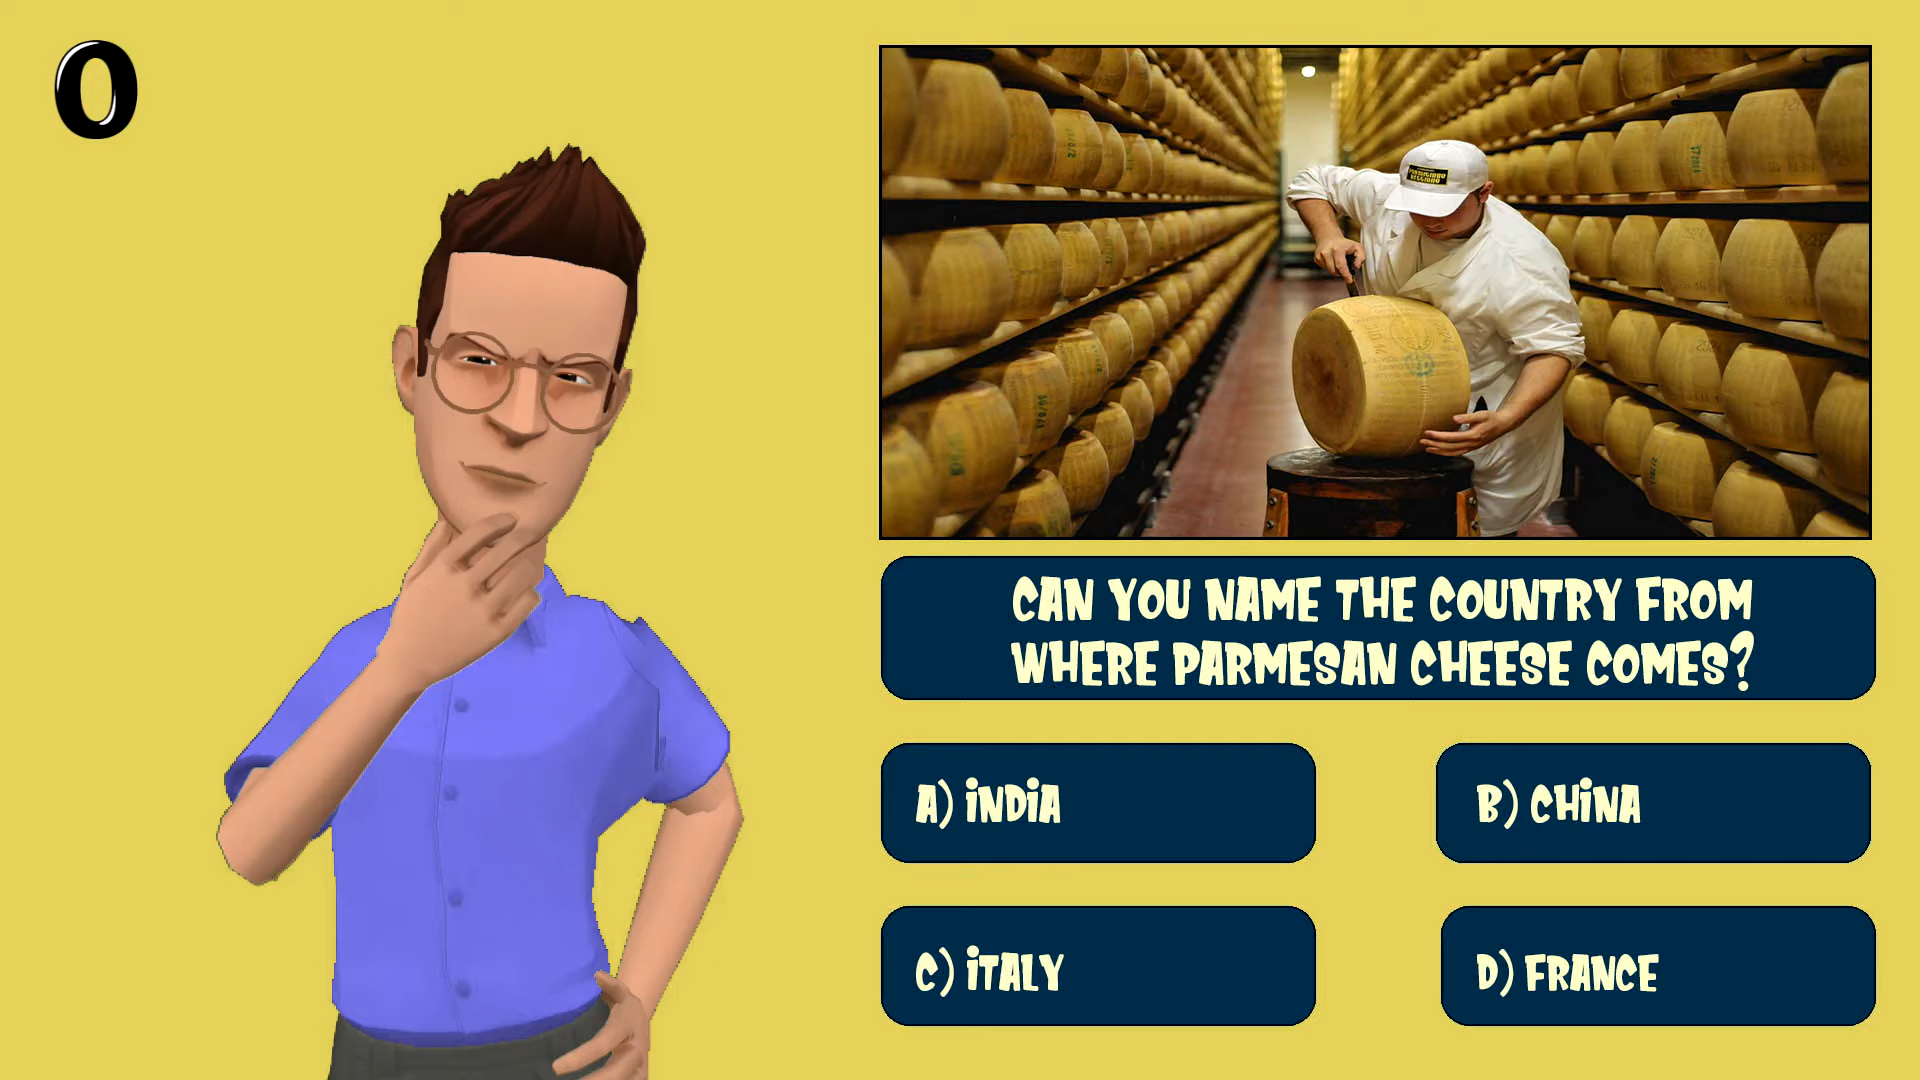 0
CAN YOU NAME THE COUNTRY FROM
WHERE PARMESAN CHEESE COMES?
A) INDIA
B) CHINA
C) ITALY
D) FRANCE